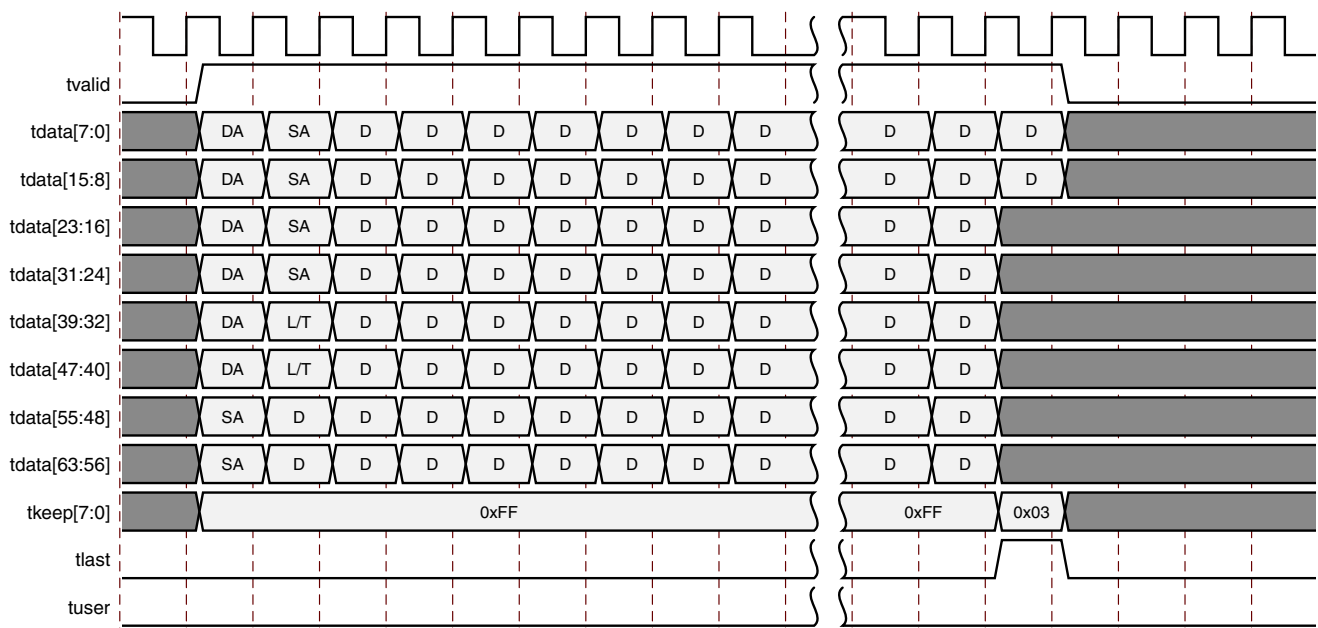 tvalid
tdata[7:0] DA SA D D D D D D D D D D
tdata[15:8] DA SA D D D D D D D D D D
tdata[23:16] DA SA D D D D D D D D D
tdata[31:24] DA SA D D D D D D D D D
tdata[39:32] DA L/T D D D D D D D D D
tdata[47:40] DA L/T D D D D D D D D D
tdata[55:48] SA D D D D D D D D D D
tdata[63:56] SA D D D D D D D D D D
tkeep[7:0] 0xFF 0xFF 0x03
tlast
tuser